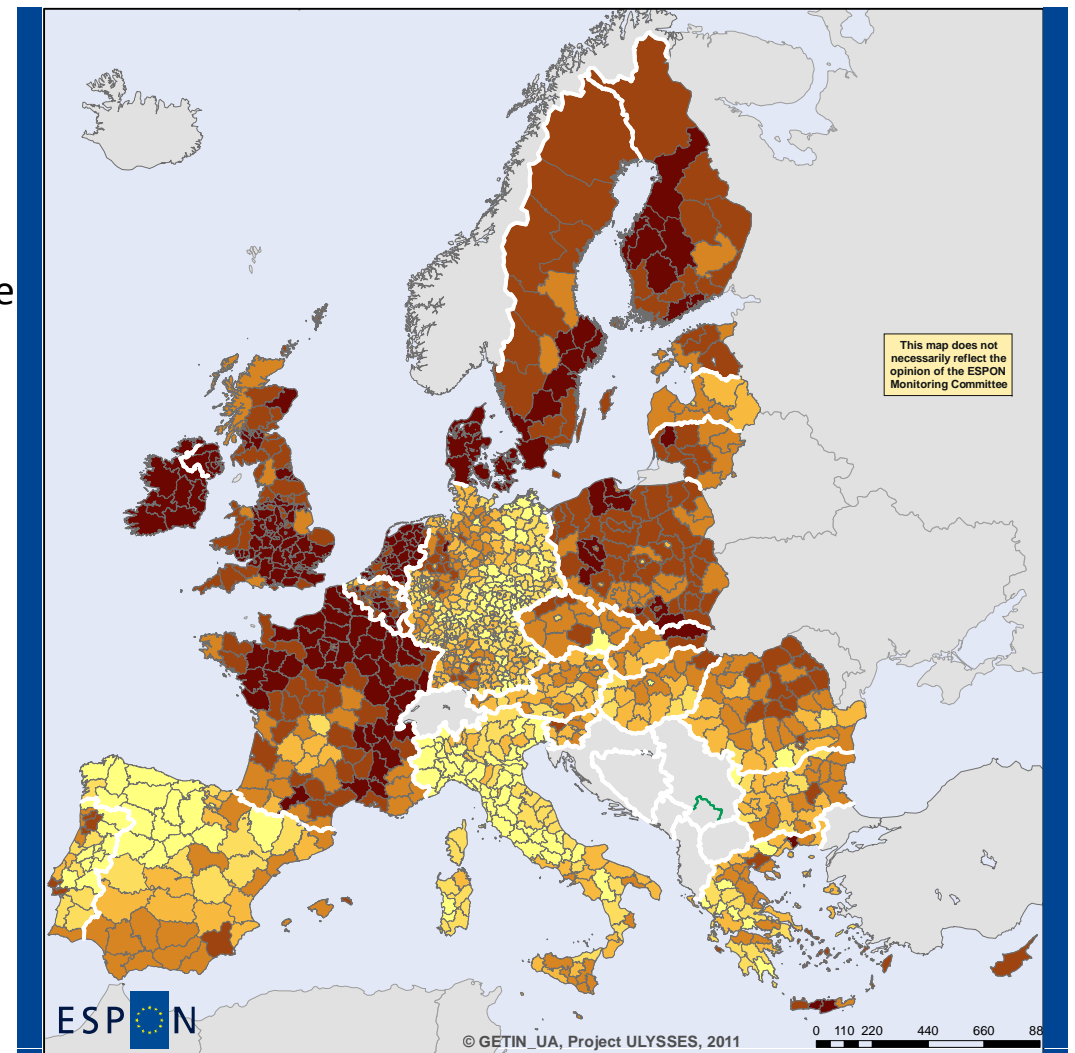 e
This map does not
necessarily reflect the
opinion of the ESPON
Monitoring Committee
ESPON
© GETIN_UA, Project ULYSSES, 2011
0 110 220 440 660 88